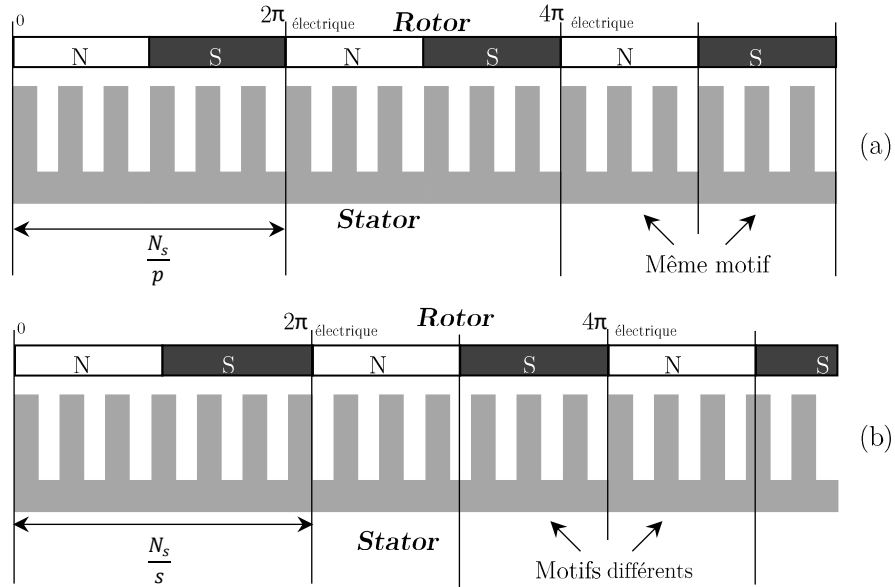 0
2π électrique
Rotor
4π électrique
N S N S N S
(a)
Stator
N_s
p
Même motif
0
2π électrique
Rotor
4π électrique
N S N S N S
(b)
Stator
N_s
s
Motifs différents